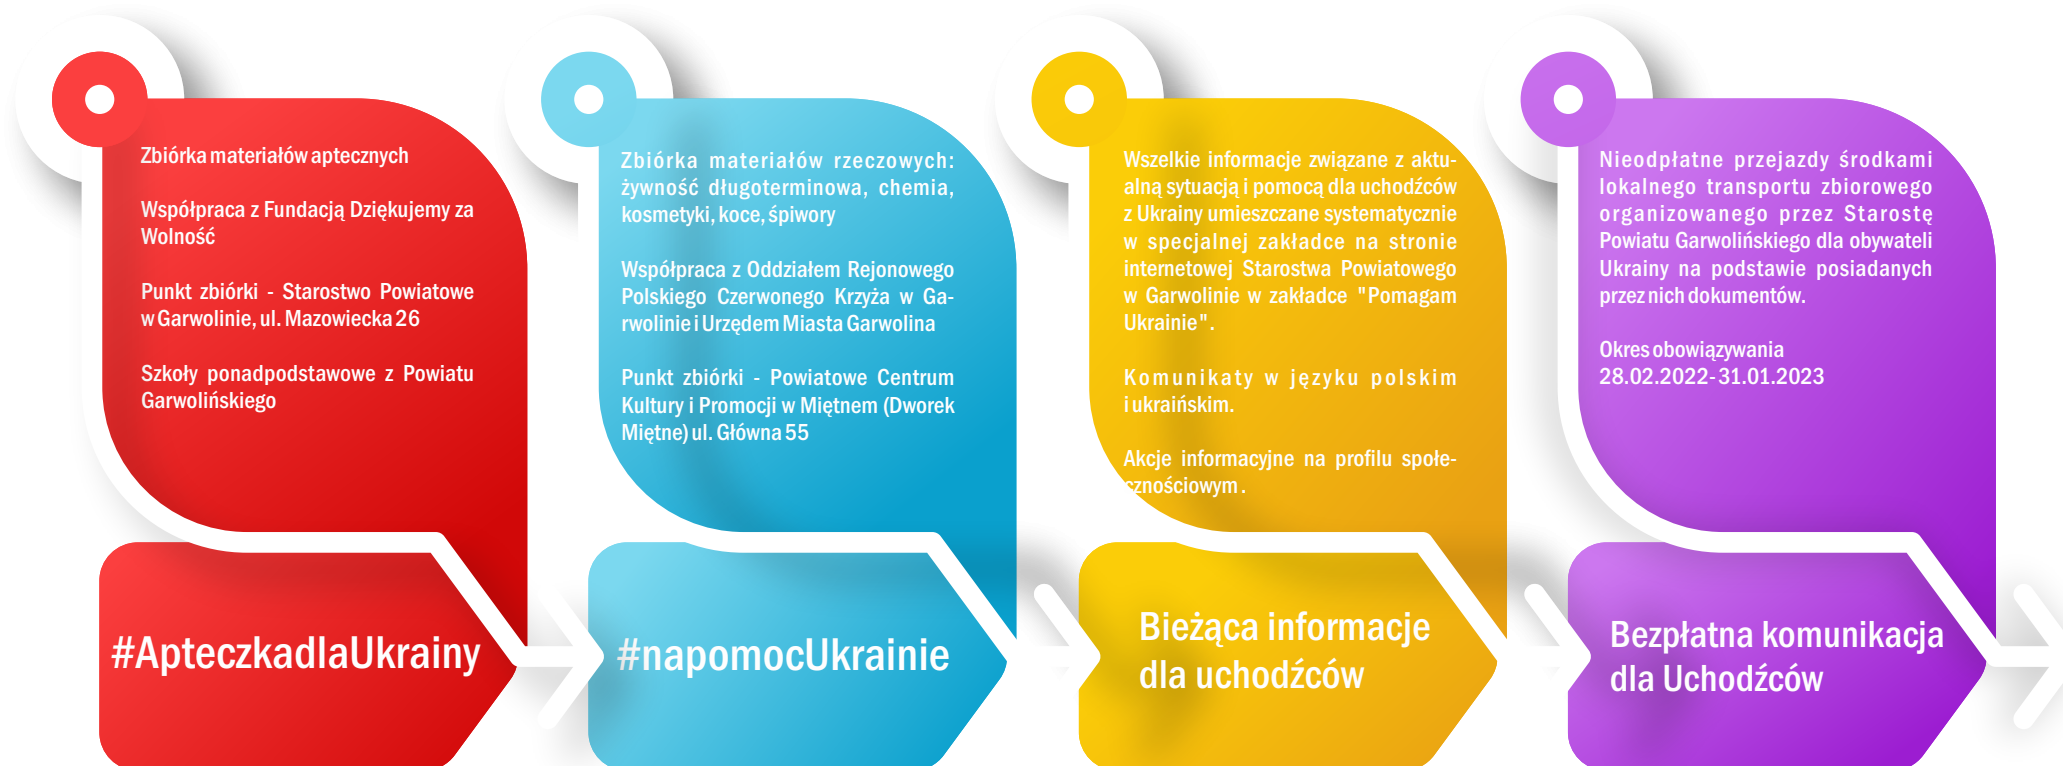 Zbiórka materiałów aptecznych
Współpraca z Fundacją Dziękujemy za
Wolność
Punkt zbiórki - Starostwo Powiatowe
w Garwolinie, ul. Mazowiecka 26
Szkoły ponadpodstawowe z Powiatu
Garwolińskiego
#ApteczkadlaUkrainy
Zbiórka materiałów rzeczowych:
żywność długoterminowa, chemia,
kosmetyki, koce, śpiwory
Współpraca z Oddziałem Rejonowego
Polskiego Czerwonego Krzyża w Ga-
rwolinie i Urzędem Miasta Garwolina
Punkt zbiórki - Powiatowe Centrum
Kultury i Promocji w Miętnem (Dworek
Miętne) ul. Główna 55
#napomocUkrainie
Wszelkie informacje związane z aktu-
alną sytuacją i pomocą dla uchodźców
z Ukrainy umieszczane systematycznie
w specjalnej zakładce na stronie
internetowej Starostwa Powiatowego
w Garwolinie w zakładce "Pomagam
Ukrainie".
Komunikaty w języku polskim
i ukraińskim.
Akcje informacyjne na profilu społe-
cznościowym .
Bieżąca informacje
dla uchodźców
Nieodpłatne przejazdy środkami
lokalnego transportu zbiorowego
organizowanego przez Starostę
Powiatu Garwolińskiego dla obywateli
Ukrainy na podstawie posiadanych
przez nich dokumentów.
Okres obowiązywania
28.02.2022-31.01.2023
Bezpłatna komunikacja
dla Uchodźców